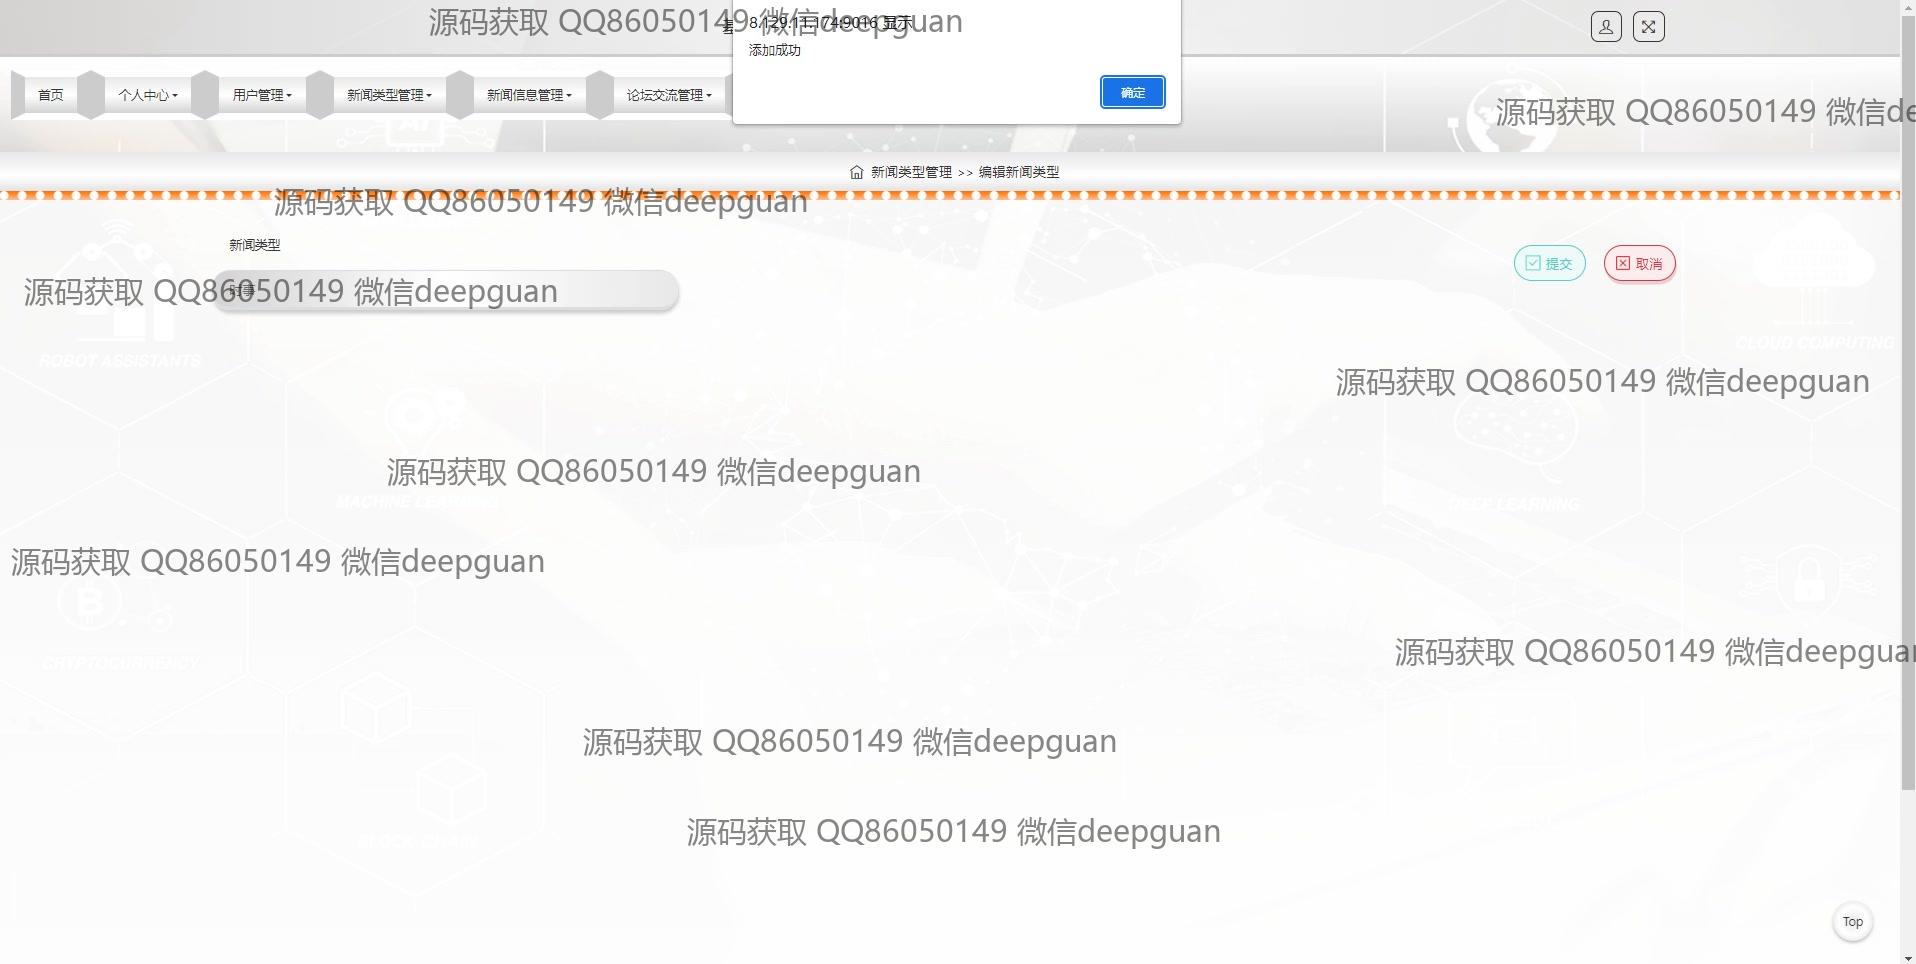 源码获取 QQ86050149 微信deepguan
8.129.11.174:9016 显示
添加成功
确定
首页
个人中心
用户管理
新闻类型管理
新闻信息管理
论坛交流管理
源码获取 QQ86050149 微信de
新闻类型管理 >> 编辑新闻类型
源码获取 QQ86050149 微信deepguan
新闻类型
提交
取消
源码获取 QQ86050149 微信deepguan
时事
ROBOT ASSISTANTS
CLOUD COMPUTING
源码获取 QQ86050149 微信deepguan
源码获取 QQ86050149 微信deepguan
MACHINE LEARNING
DEEP LEARNING
源码获取 QQ86050149 微信deepguan
CRYPTOCURRENCY
源码获取 QQ86050149 微信deepguan
源码获取 QQ86050149 微信deepguan
源码获取 QQ86050149 微信deepguan
BLOCK CHAIN
Top